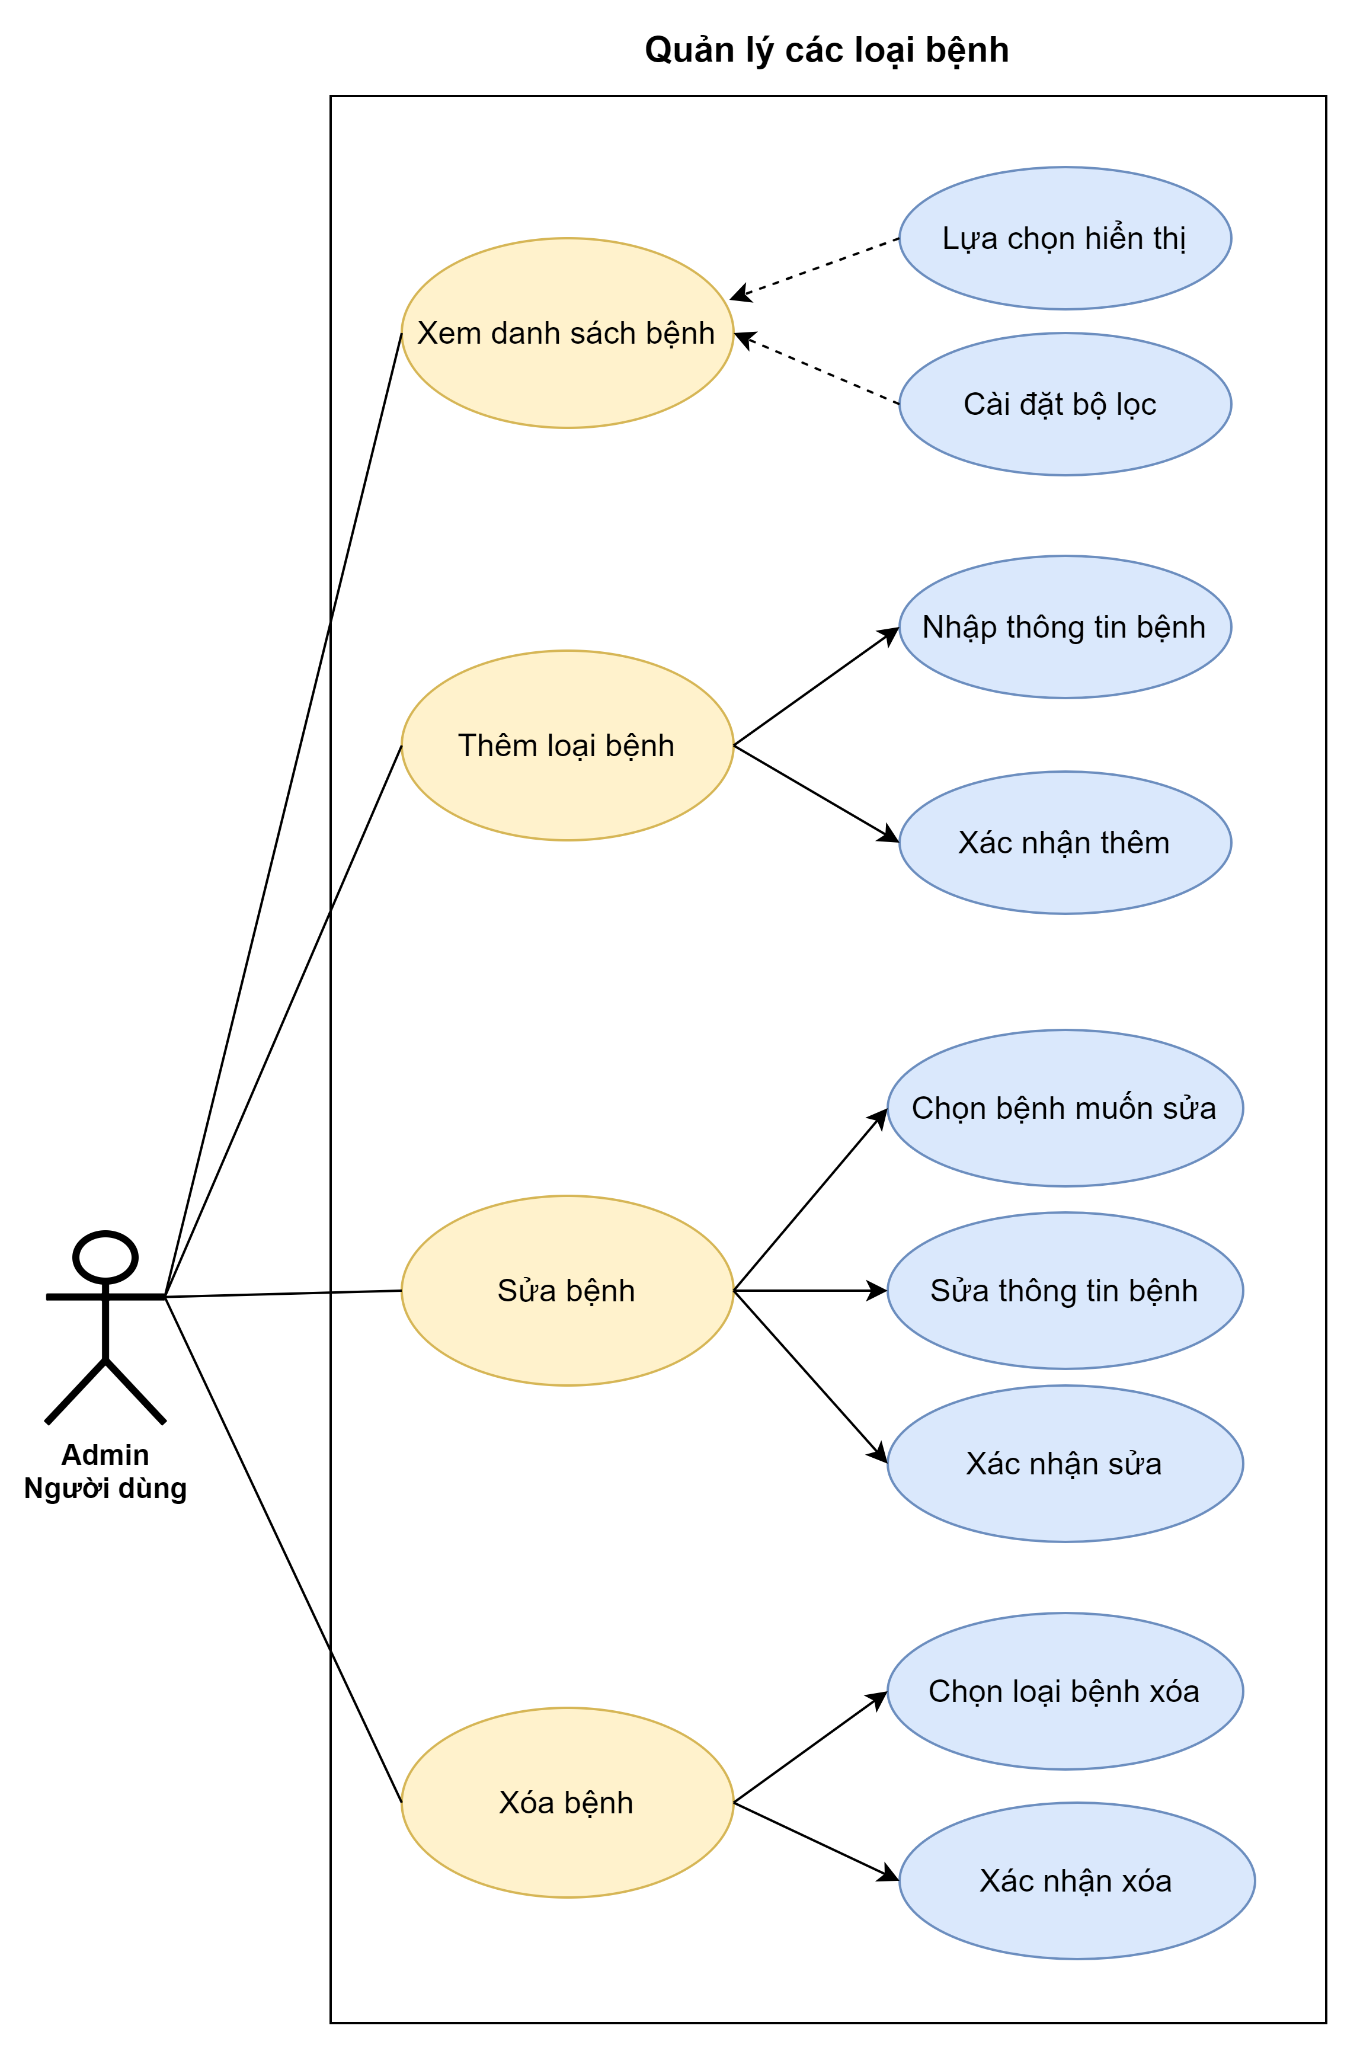 Quản lý các loại bệnh
Lựa chọn hiển thị
Xem danh sách bệnh
Cài đặt bộ lọc
Nhập thông tin bệnh
Thêm loại bệnh
Xác nhận thêm
Chọn bệnh muốn sửa
Sửa bệnh
Sửa thông tin bệnh
Xác nhận sửa
Admin
Người dùng
Chọn loại bệnh xóa
Xóa bệnh
Xác nhận xóa